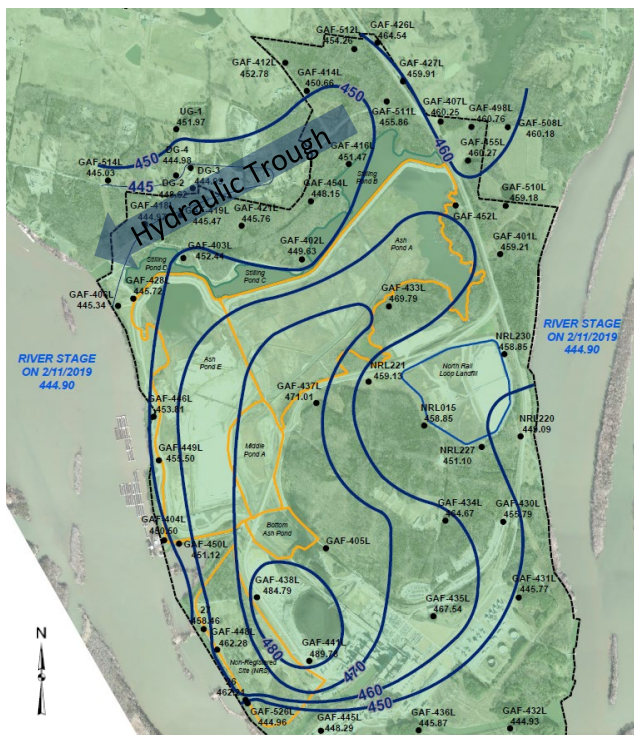 GAF-512L
454.26
GAF-426L
464.54
GAF-412L
452.78
GAF-427L
459.91
GAF-414L
450.66
450
GAF-511L
455.86
GAF-407L
460.25
GAF-498L
460.76
GAF-508L
460.18
UG-1
451.97
GAF-416L
451.47
GAF-455L
460.27
460
DG-4
444.98
450
GAF-514L
445.03
DG-3
445
DG-2
Stilling
Pond B
GAF-454L
448.15
GAF-510L
459.18
GAF-452L
Hydraulic Trough
445.47
GAF-421L
445.76
GAF-403L
452.44
GAF-402L
449.63
GAF-401L
459.21
Ash
Pond A
Stilling
Pond C
GAF-428L
445.72
GAF-406L
445.34
GAF-433L
469.79
RIVER STAGE
ON 2/11/2019
444.90
RIVER STAGE
ON 2/11/2019
444.90
NRL230
458.85
Ash
Pond E
NRL221
459.13
North Rail
Loop Landfill
GAF-437L
471.01
GAF-446L
453.81
NRL015
458.85
NRL220
449.09
NRL227
451.10
GAF-449L
455.50
Middle
Pond A
GAF-434L
464.67
GAF-430L
455.79
GAF-404L
450.50
GAF-450L
451.12
Bottom
Ash Pond
GAF-405L
GAF-438L
484.79
GAF-431L
445.77
GAF-435L
467.54
27
458.46
GAF-448L
462.28
GAF-441L
480
470
Non-Registered
Site (NRS)
26
460
450
GAF-526L
444.96
GAF-445L
448.29
GAF-436L
445.87
GAF-432L
444.93
N